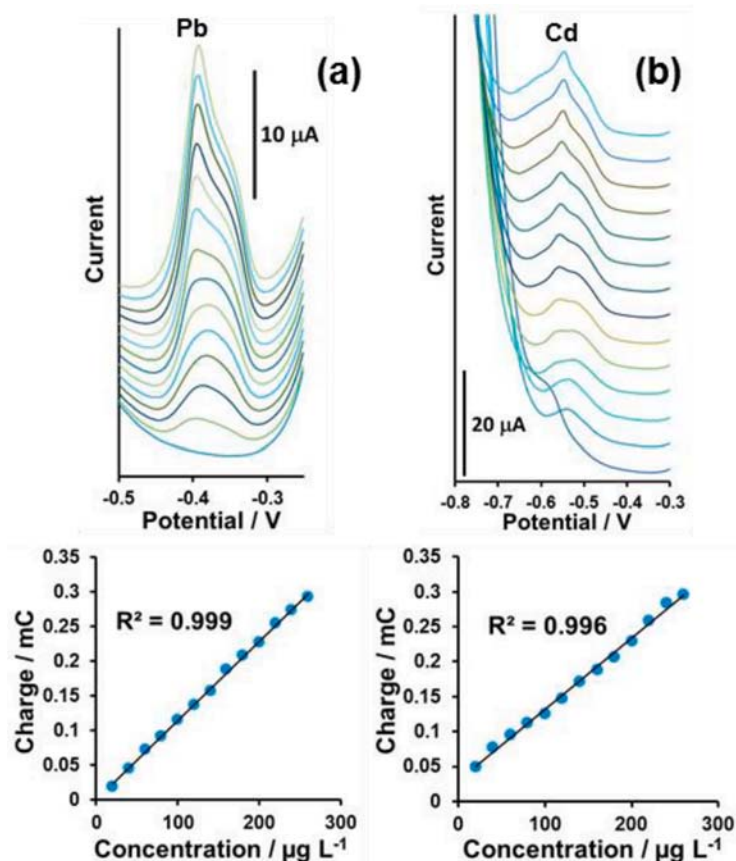 Pb
(a)
10 µA
Current
-0.5 -0.4 -0.3
Potential / V
Cd
(b)
20 µA
Current
-0.8 -0.7 -0.6 -0.5 -0.4 -0.3
Potential / V
0.35
0.3
0.25
0.2
0.15
0.1
0.05
0
R² = 0.999
Charge / mC
0 100 200 300
Concentration / µg L⁻¹
0.35
0.3
0.25
0.2
0.15
0.1
0.05
0
R² = 0.996
Charge / mC
0 100 200 300
Concentration / µg L⁻¹